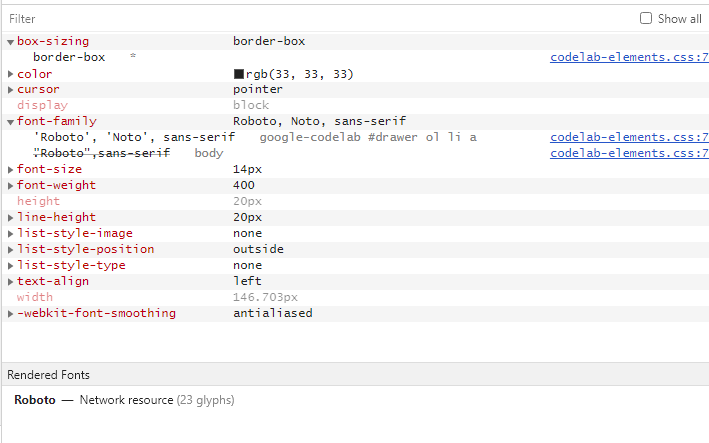 Filter Show all
box-sizing border-box
border-box * codelab-elements.css:7
color rgb(33, 33, 33)
cursor pointer
display block
font-family Roboto, Noto, sans-serif
'Roboto', 'Noto', sans-serif google-codelab #drawer ol li a codelab-elements.css:7
"Roboto",sans-serif body codelab-elements.css:7
font-size 14px
font-weight 400
height 20px
line-height 20px
list-style-image none
list-style-position outside
list-style-type none
text-align left
width 146.703px
-webkit-font-smoothing antialiased
Rendered Fonts
Roboto — Network resource (23 glyphs)